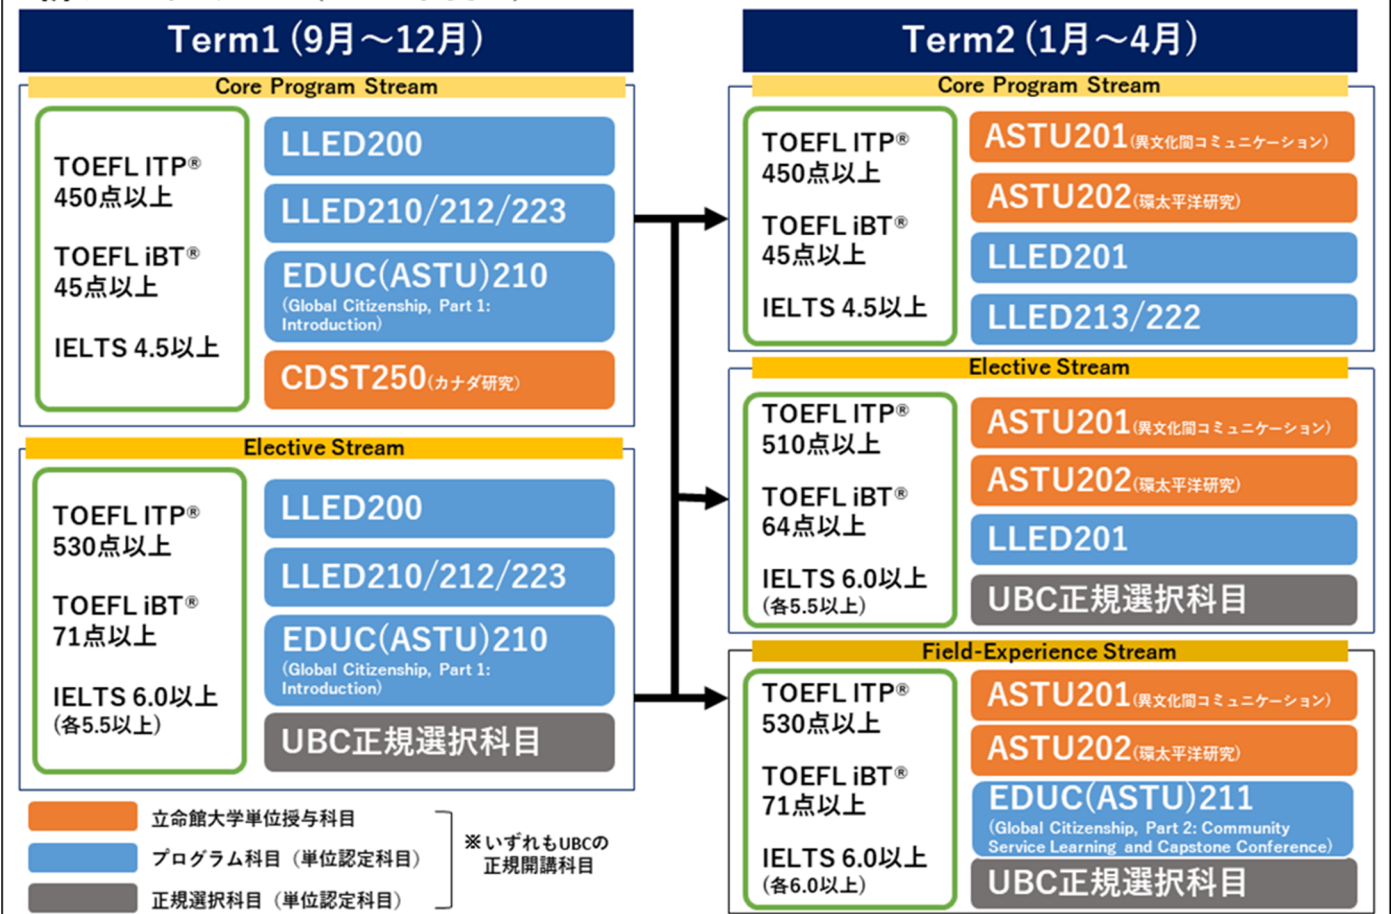 Term1 (9月～12月)
Core Program Stream
TOEFL ITP®
450点以上
TOEFL iBT®
45点以上
IELTS 4.5以上
LLED200
LLED210/212/223
EDUC(ASTU)210
(Global Citizenship, Part 1:
Introduction)
CDST250(カナダ研究)
Elective Stream
TOEFL ITP®
530点以上
TOEFL iBT®
71点以上
IELTS 6.0以上
(各5.5以上)
LLED200
LLED210/212/223
EDUC(ASTU)210
(Global Citizenship, Part 1:
Introduction)
UBC正規選択科目
Term2 (1月～4月)
Core Program Stream
TOEFL ITP®
450点以上
TOEFL iBT®
45点以上
IELTS 4.5以上
ASTU201(異文化間コミュニケーション)
ASTU202(環太平洋研究)
LLED201
LLED213/222
Elective Stream
TOEFL ITP®
510点以上
TOEFL iBT®
64点以上
IELTS 6.0以上
(各5.5以上)
ASTU201(異文化間コミュニケーション)
ASTU202(環太平洋研究)
LLED201
UBC正規選択科目
Field-Experience Stream
TOEFL ITP®
530点以上
TOEFL iBT®
71点以上
IELTS 6.0以上
(各6.0以上)
ASTU201(異文化間コミュニケーション)
ASTU202(環太平洋研究)
EDUC(ASTU)211
(Global Citizenship, Part 2: Community
Service Learning and Capstone Conference)
UBC正規選択科目
立命館大学単位授与科目
プログラム科目（単位認定科目）
正規選択科目（単位認定科目）
※いずれもUBCの
正規開講科目